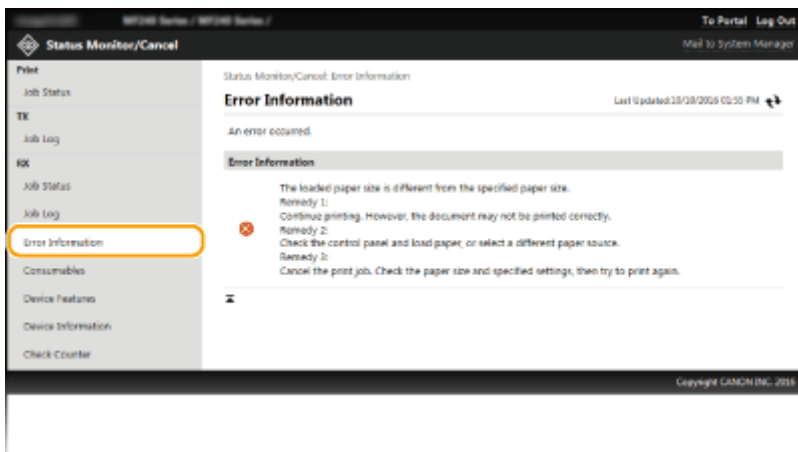 MF240 Series / MF240 Series /
To Portal Log Out
Status Monitor/Cancel
Mail to System Manager
Print
Job Status
TX
Job Log
RX
Job Status
Job Log
Error Information
Consumables
Device Features
Device Information
Check Counter
Status Monitor/Cancel: Error Information
Error Information
Last Updated:10/10/2016 01:55 PM
An error occurred.
Error Information
The loaded paper size is different from the specified paper size.
Remedy 1:
Continue printing. However, the document may not be printed correctly.
Remedy 2:
Check the control panel and load paper, or select a different paper source.
Remedy 3:
Cancel the print job. Check the paper size and specified settings, then try to print again.
Copyright CANON INC. 2016